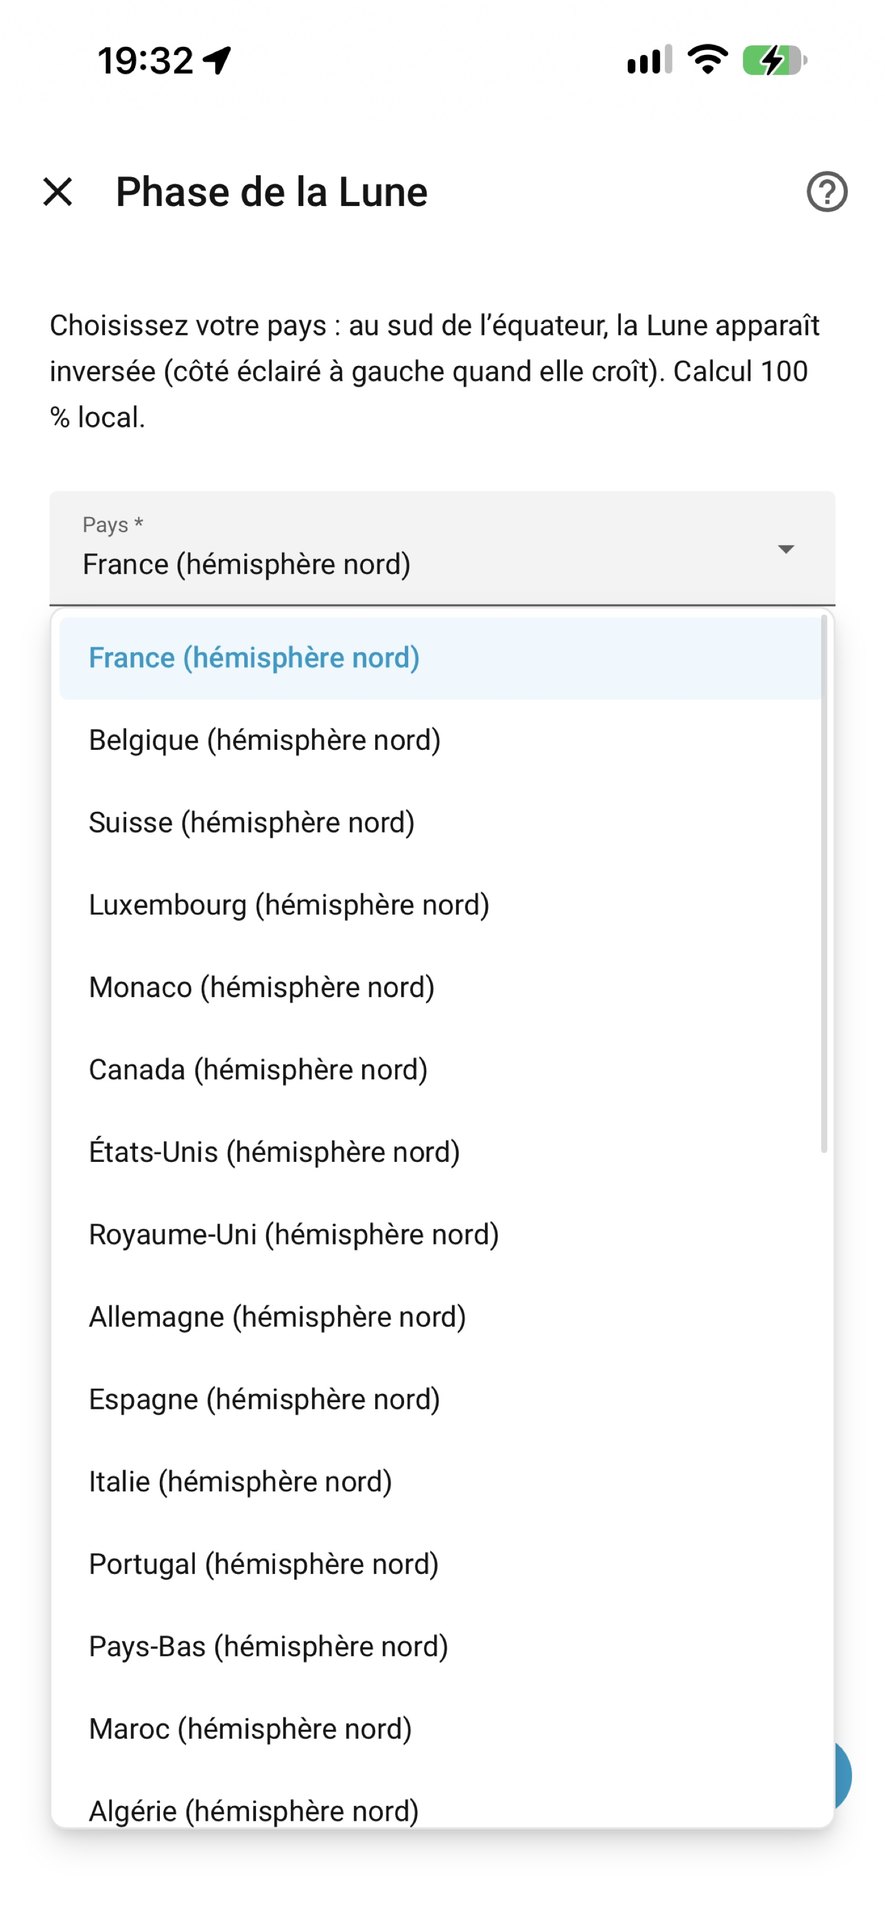 19:32
Phase de la Lune
Choisissez votre pays : au sud de l’équateur, la Lune apparaît
inversée (côté éclairé à gauche quand elle croît). Calcul 100
% local.
Pays *
France (hémisphère nord)
France (hémisphère nord)
Belgique (hémisphère nord)
Suisse (hémisphère nord)
Luxembourg (hémisphère nord)
Monaco (hémisphère nord)
Canada (hémisphère nord)
États-Unis (hémisphère nord)
Royaume-Uni (hémisphère nord)
Allemagne (hémisphère nord)
Espagne (hémisphère nord)
Italie (hémisphère nord)
Portugal (hémisphère nord)
Pays-Bas (hémisphère nord)
Maroc (hémisphère nord)
Algérie (hémisphère nord)